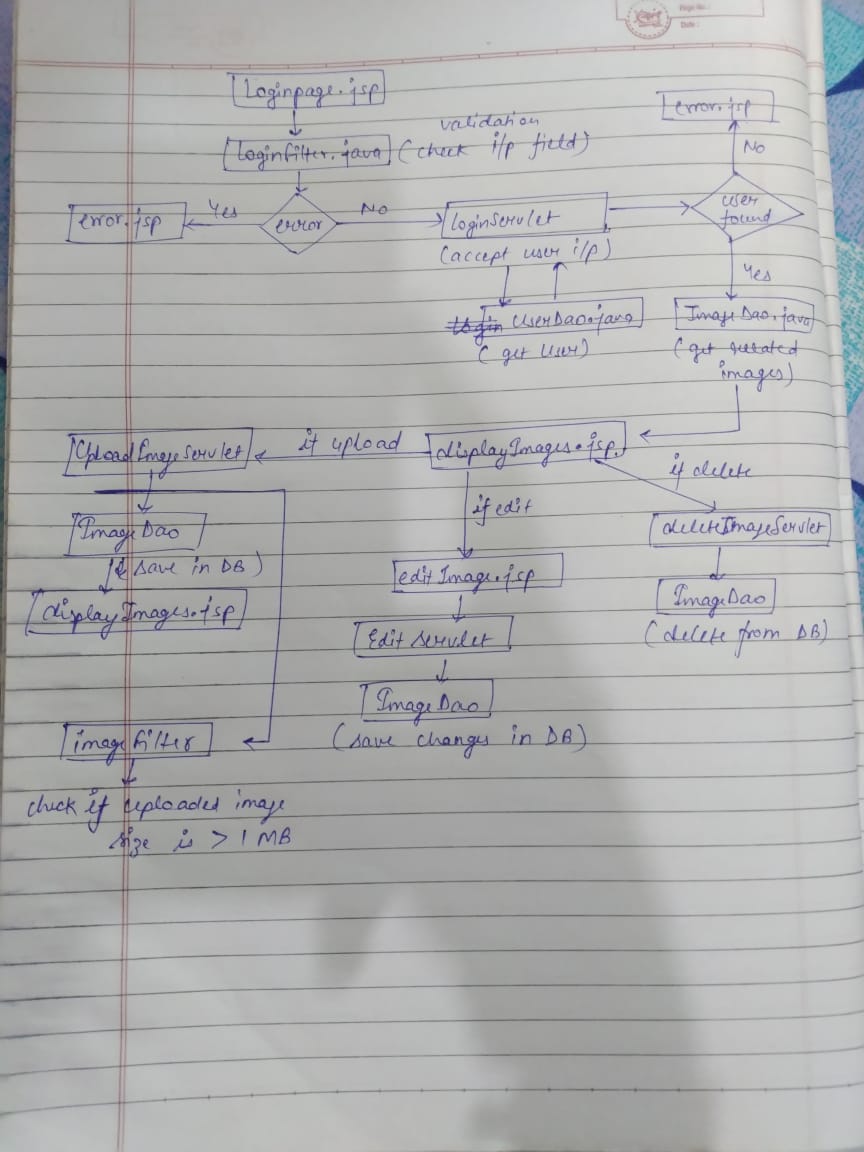 Page No.:
Date:
Loginpage.jsp
error.jsp
validation
loginfilter.java (check i/p field)
No
error.jsp
Yes
error
No
loginServlet
user
found
(accept user i/p)
Yes
UserDao.java
ImageDao.java
(get User)
(get
images)
UploadImageServlet
if upload
displayImages.jsp
if delete
if edit
ImageDao
deleteImageServlet
save in DB)
editImage.jsp
displayImages.jsp
ImageDao
Edit Servlet
(delete from DB)
ImageDao
imagefilter
(save changes in DB)
check if uploaded image
size is > 1 MB